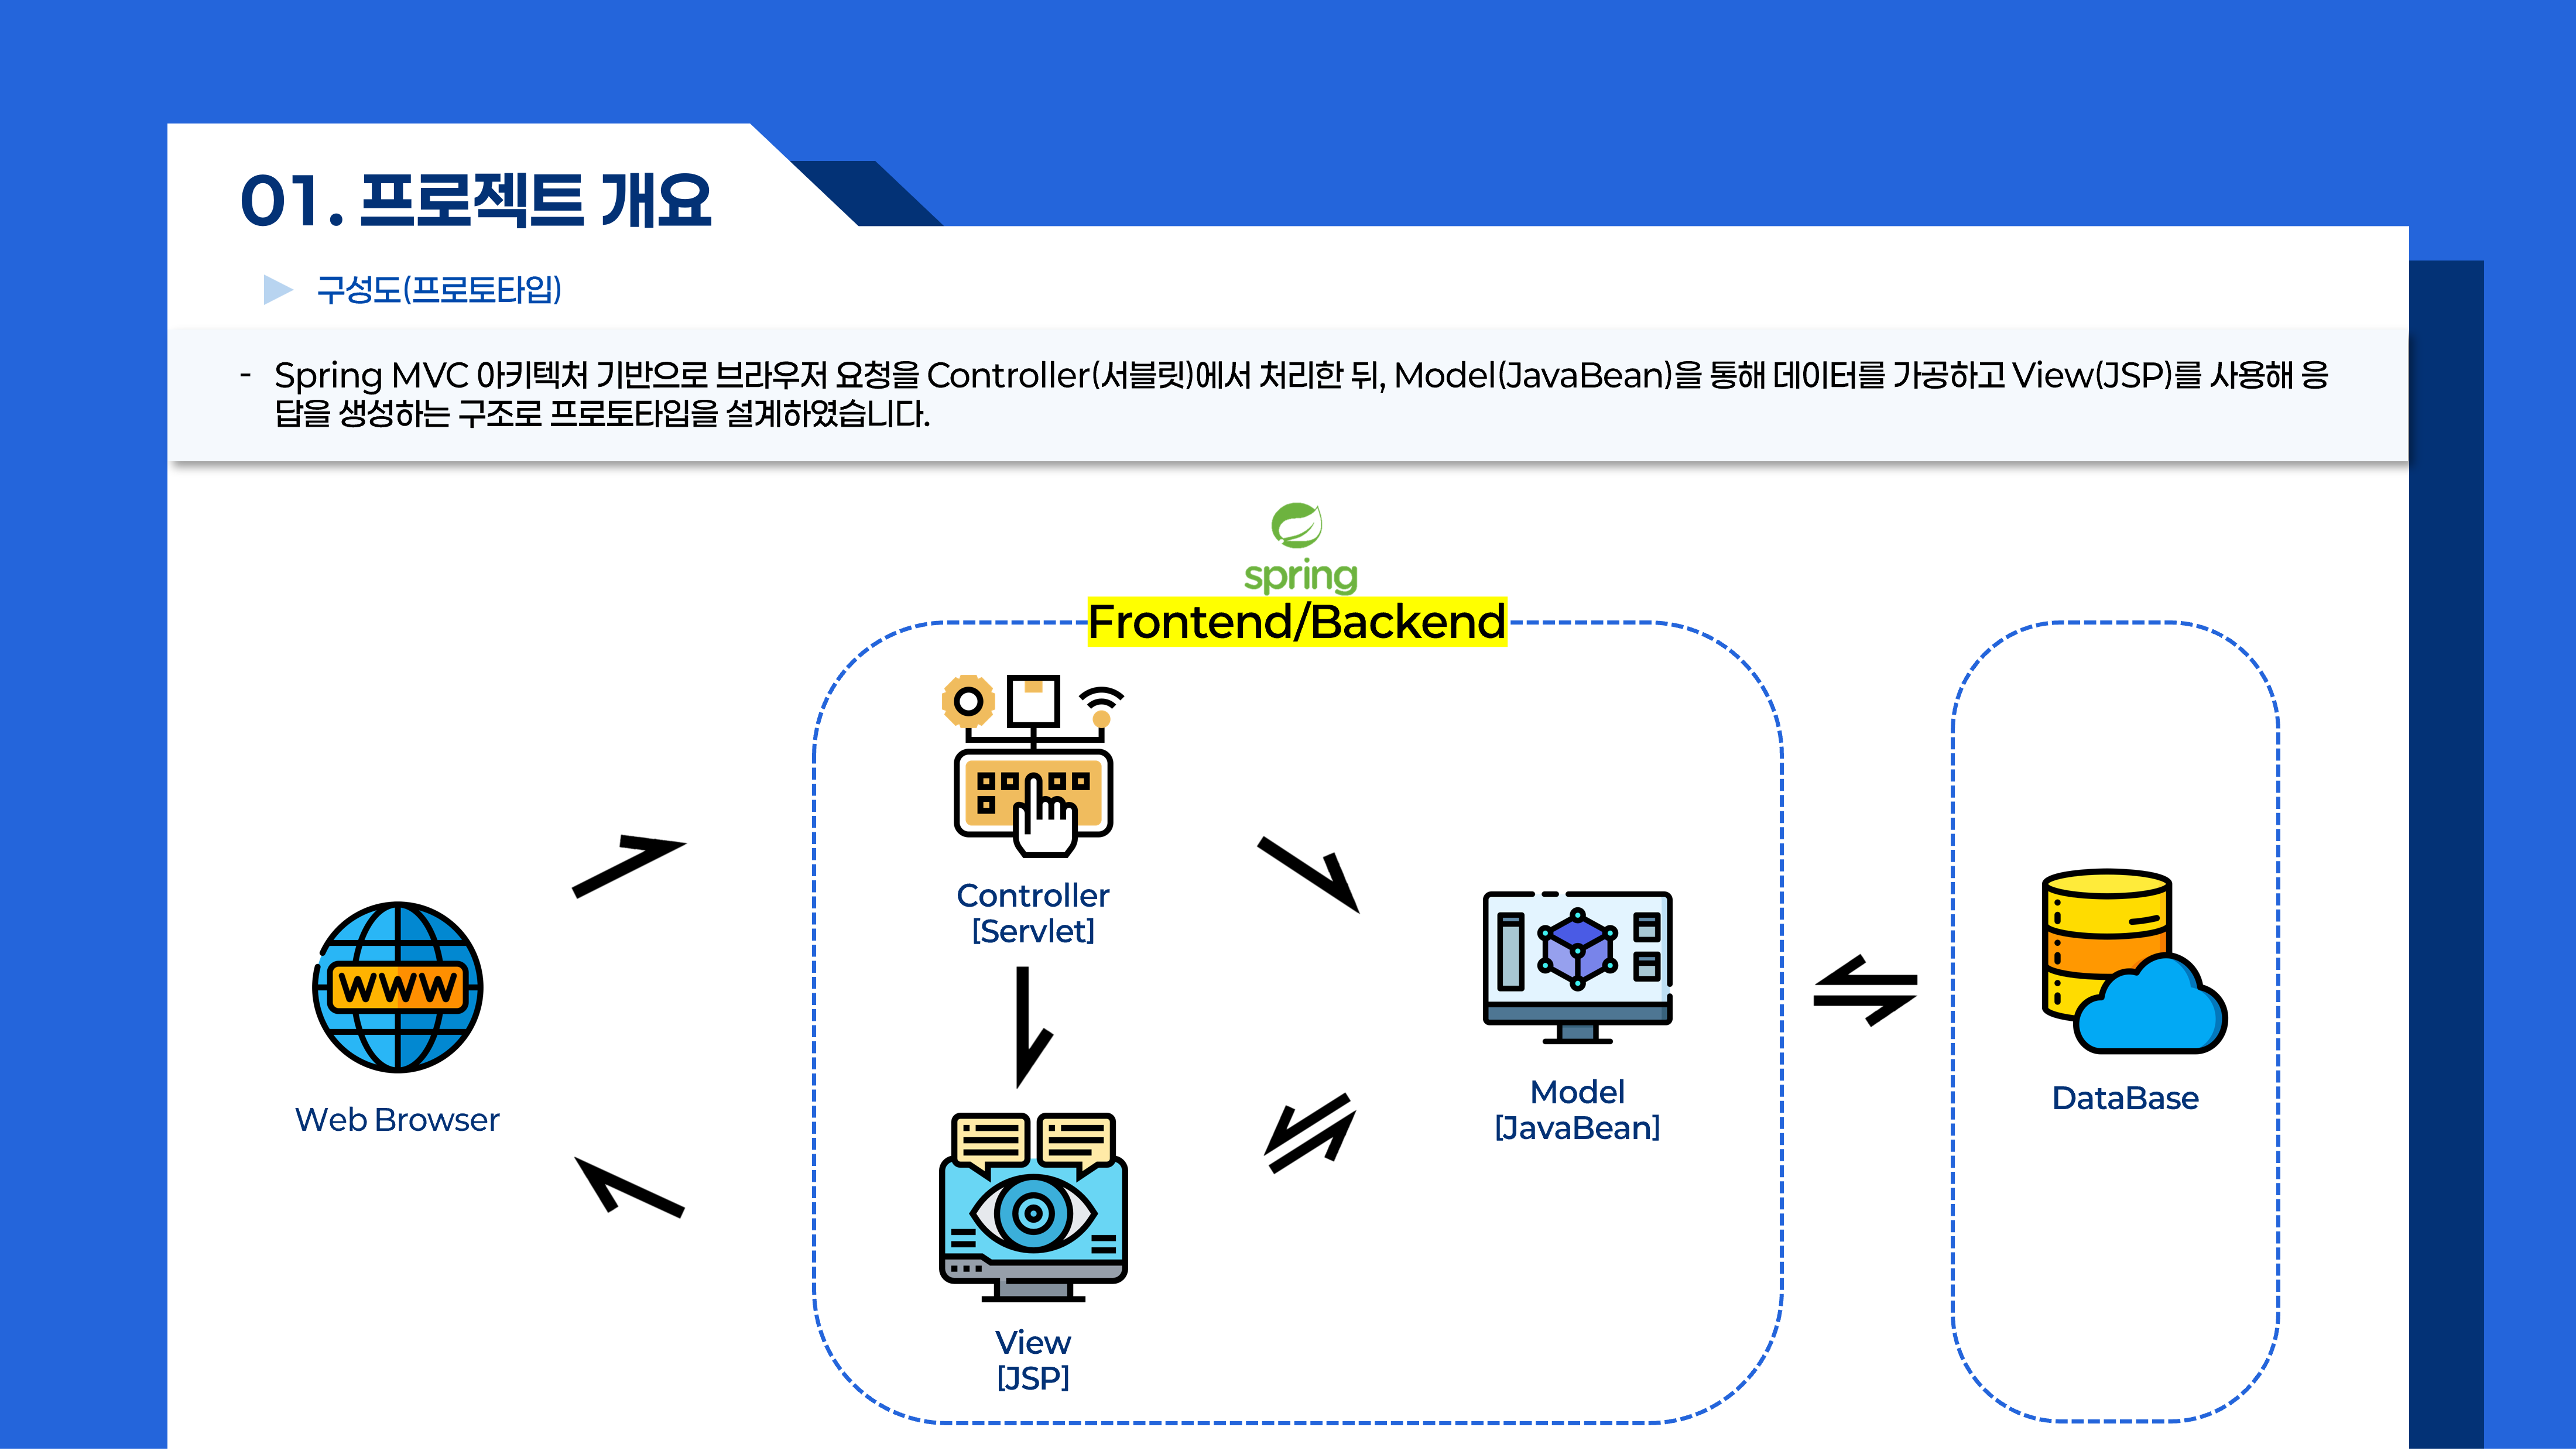 01. 프로젝트 개요
구성도(프로토타입)
- Spring MVC 아키텍처 기반으로 브라우저 요청을 Controller(서블릿)에서 처리한 뒤, Model(JavaBean)을 통해 데이터를 가공하고 View(JSP)를 사용해 응
답을 생성하는 구조로 프로토타입을 설계하였습니다.
spring
Frontend/Backend
Controller
[Servlet]
WWW
Web Browser
Model
[JavaBean]
DataBase
View
[JSP]